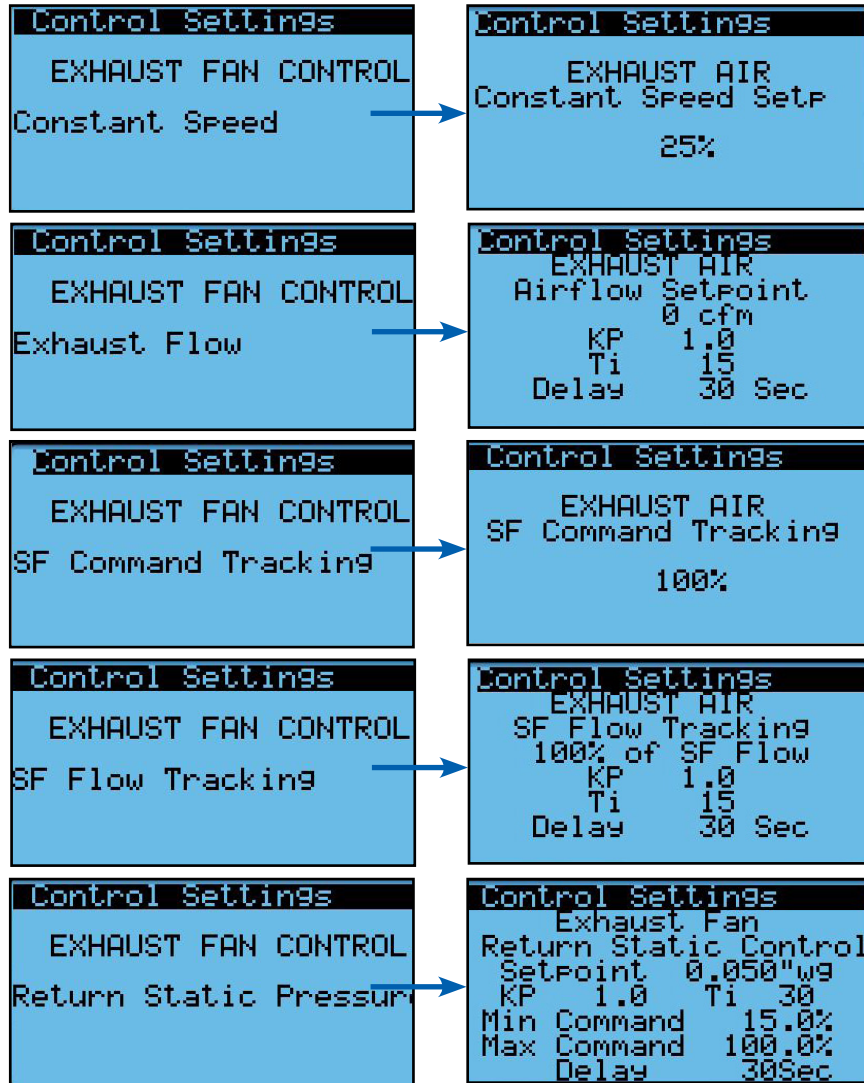 Control Settings
EXHAUST FAN CONTROL
Constant Speed
Control Settings
EXHAUST AIR
Constant Speed Setp
25%
Control Settings
EXHAUST FAN CONTROL
Exhaust Flow
Control Settings
EXHAUST AIR
Airflow Setpoint
0 cfm
KP 1.0
Ti 15
Delay 30 Sec
Control Settings
EXHAUST FAN CONTROL
SF Command Tracking
Control Settings
EXHAUST AIR
SF Command Tracking
100%
Control Settings
EXHAUST FAN CONTROL
SF Flow Tracking
Control Settings
EXHAUST AIR
SF Flow Tracking
100% of SF Flow
KP 1.0
Ti 15
Delay 30 Sec
Control Settings
EXHAUST FAN CONTROL
Return Static Pressure
Control Settings
Exhaust Fan
Return Static Control
Setpoint 0.050"wg
KP 1.0 Ti 30
Min Command 15.0%
Max Command 100.0%
Delay 30Sec